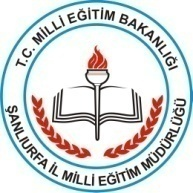 T.C. MİLLİ EĞİTİM BAKANLIĞI
ŞANLIURFA İL MİLLİ EĞİTİM MÜDÜRLÜĞÜ